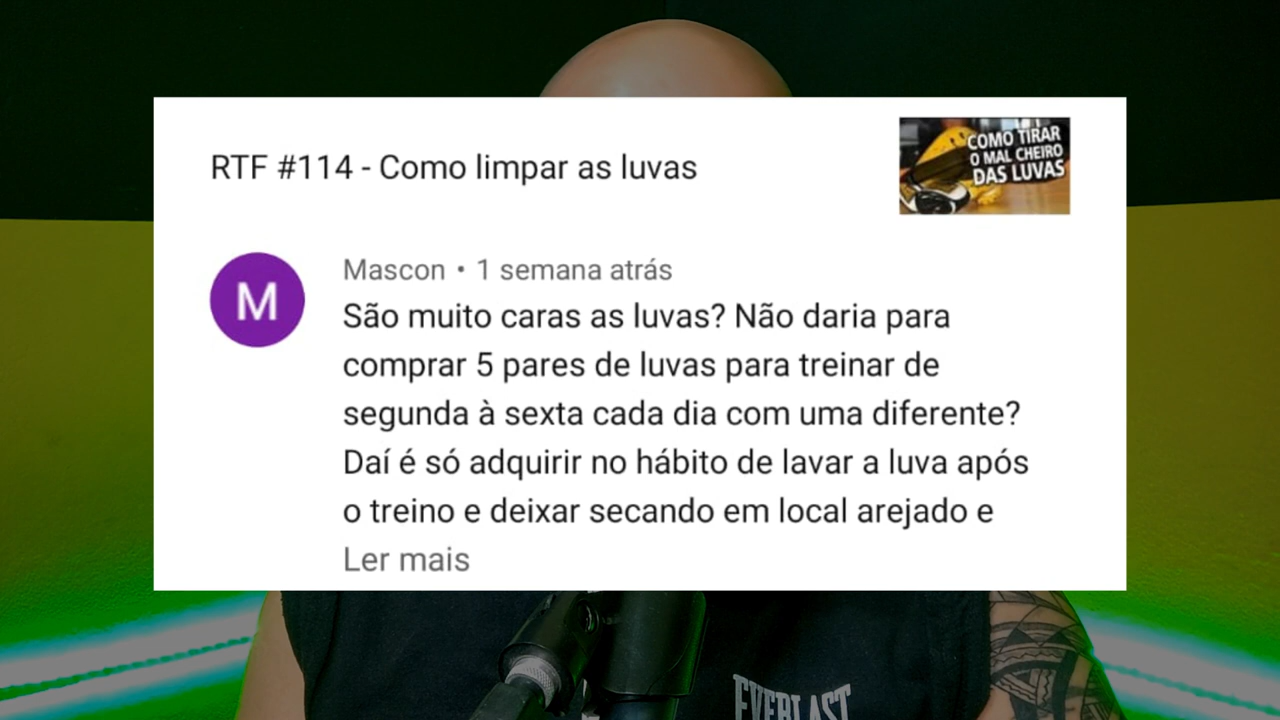 RTF #114 - Como limpar as luvas
COMO TIRAR
O MAL CHEIRO
DAS LUVAS
M
Mascon • 1 semana atrás
São muito caras as luvas? Não daria para
comprar 5 pares de luvas para treinar de
segunda à sexta cada dia com uma diferente?
Daí é só adquirir no hábito de lavar a luva após
o treino e deixar secando em local arejado e
Ler mais
EVERLAST